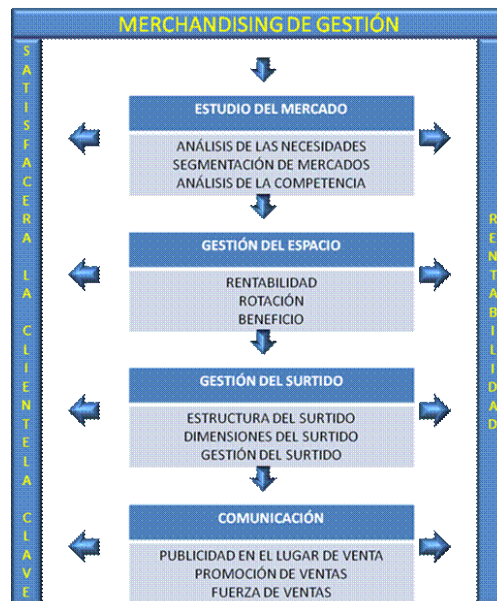 MERCHANDISING DE GESTIÓN
SATISFACER A LA CLIENTELA CLAVE
ESTUDIO DEL MERCADO
ANÁLISIS DE LAS NECESIDADES
SEGMENTACIÓN DE MERCADOS
ANÁLISIS DE LA COMPETENCIA
GESTIÓN DEL ESPACIO
RENTABILIDAD
ROTACIÓN
BENEFICIO
GESTIÓN DEL SURTIDO
ESTRUCTURA DEL SURTIDO
DIMENSIONES DEL SURTIDO
GESTIÓN DEL SURTIDO
COMUNICACIÓN
PUBLICIDAD EN EL LUGAR DE VENTA
PROMOCIÓN DE VENTAS
FUERZA DE VENTAS
RENTABILIDAD